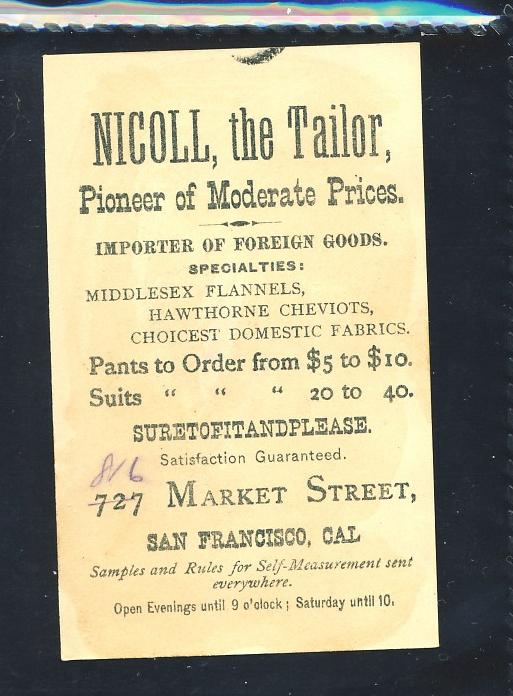 NICOLL, the Tailor,
Pioneer of Moderate Prices.
IMPORTER OF FOREIGN GOODS.
SPECIALTIES:
MIDDLESEX FLANNELS,
HAWTHORNE CHEVIOTS,
CHOICEST DOMESTIC FABRICS.
Pants to Order from $5 to $10.
Suits “ “ “ 20 to 40.
SURETOFITANDPLEASE.
Satisfaction Guaranteed.
816
727 MARKET STREET,
SAN FRANCISCO, CAL
Samples and Rules for Self-Measurement sent
everywhere.
Open Evenings until 9 o'clock ; Saturday until 10.